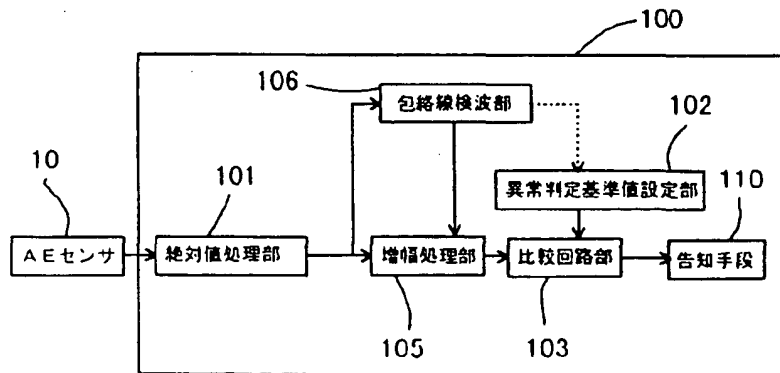 100
106
包絡線検波部
102
10
101
異常判定基準値設定部
110
AEセンサ
絶対値処理部
増幅処理部
比較回路部
告知手段
105
103